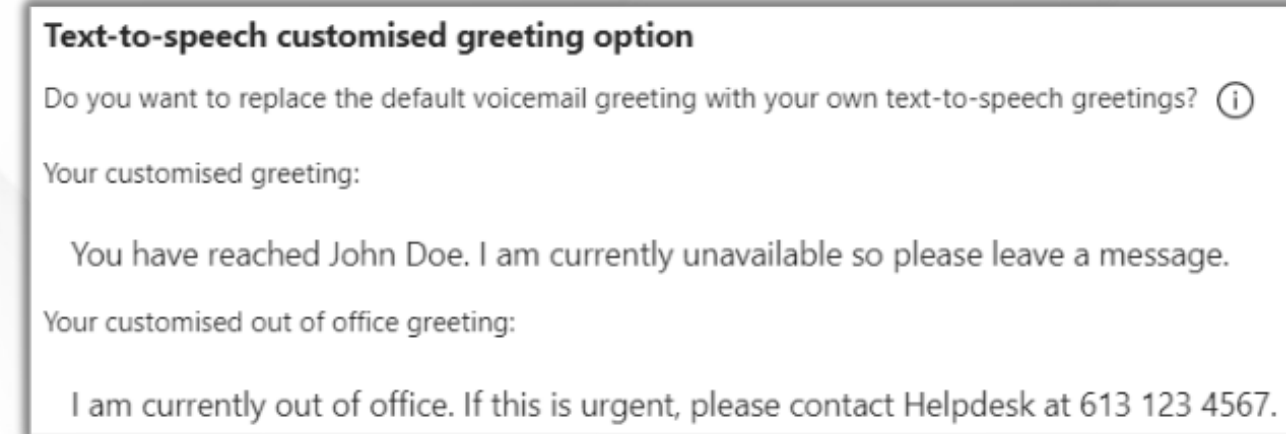 Text-to-speech customised greeting option
Do you want to replace the default voicemail greeting with your own text-to-speech greetings? ⓘ
Your customised greeting:
You have reached John Doe. I am currently unavailable so please leave a message.
Your customised out of office greeting:
I am currently out of office. If this is urgent, please contact Helpdesk at 613 123 4567.